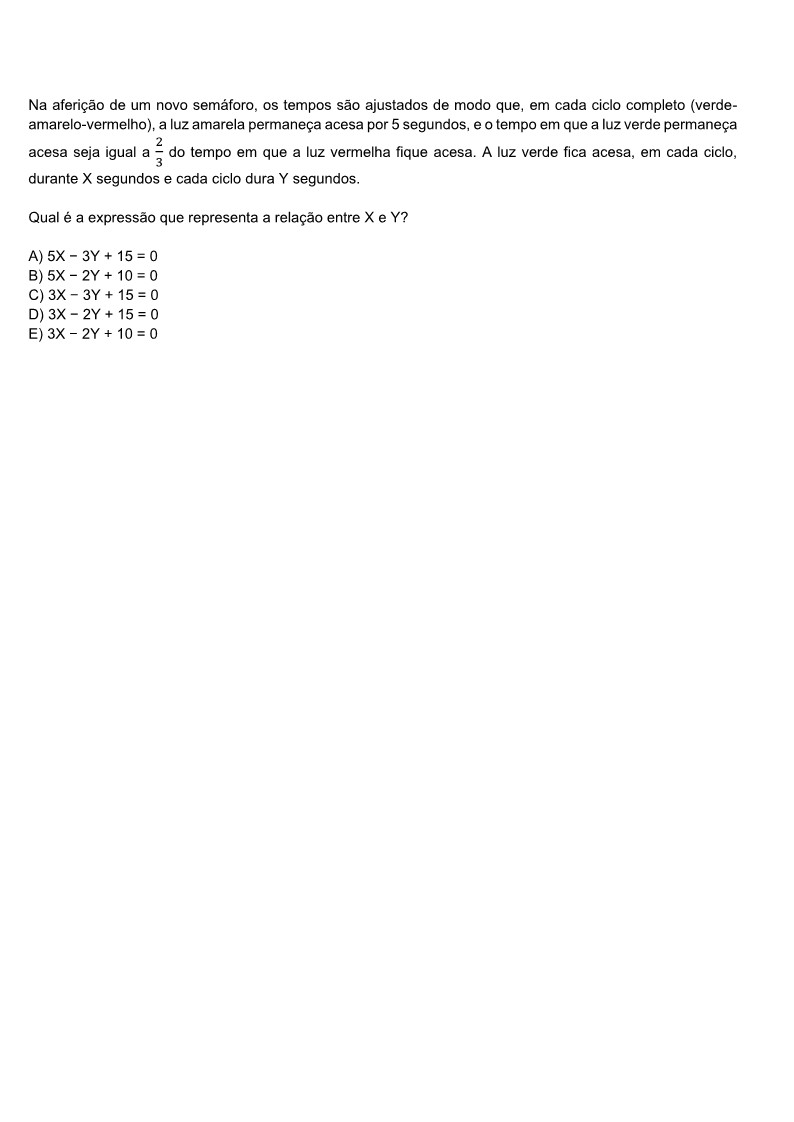 Na aferição de um novo semáforo, os tempos são ajustados de modo que, em cada ciclo completo (verde-
amarelo-vermelho), a luz amarela permaneça acesa por 5 segundos, e o tempo em que a luz verde permaneça
acesa seja igual a 2/3 do tempo em que a luz vermelha fique acesa. A luz verde fica acesa, em cada ciclo,
durante X segundos e cada ciclo dura Y segundos.
Qual é a expressão que representa a relação entre X e Y?
A) 5X − 3Y + 15 = 0
B) 5X − 2Y + 10 = 0
C) 3X − 3Y + 15 = 0
D) 3X − 2Y + 15 = 0
E) 3X − 2Y + 10 = 0